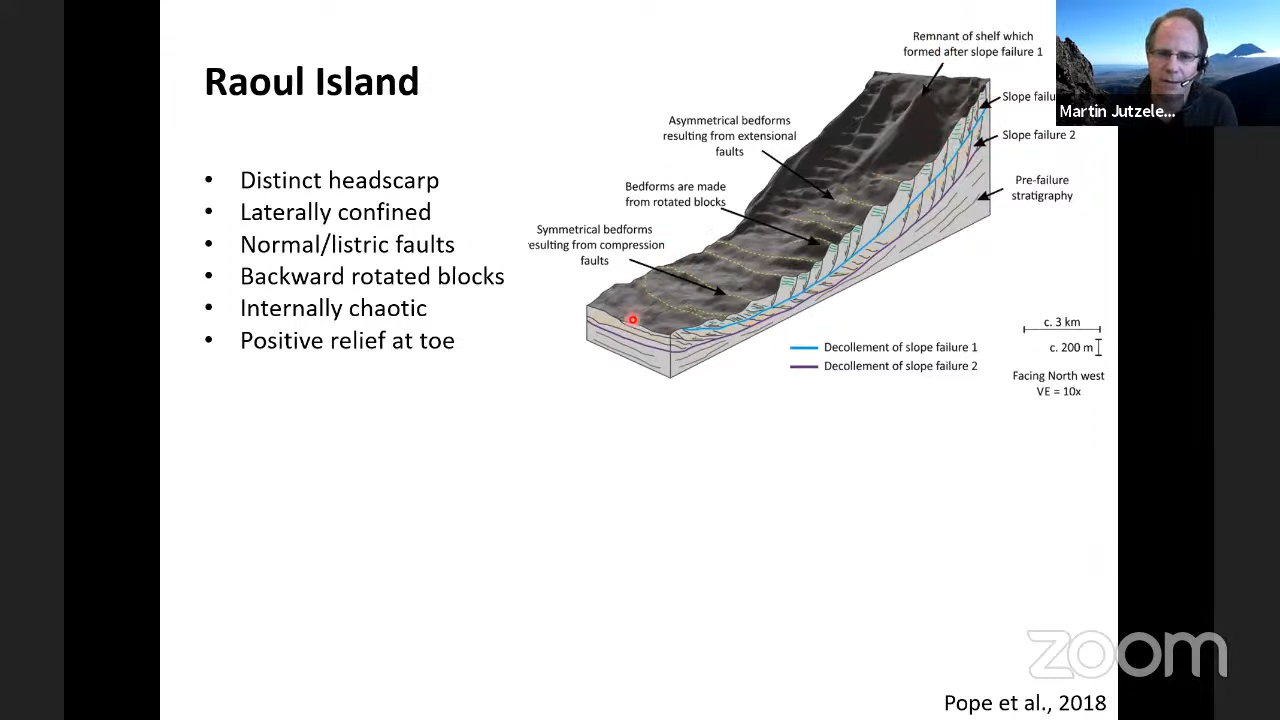 Raoul Island
• Distinct headscarp
• Laterally confined
• Normal/listric faults
• Backward rotated blocks
• Internally chaotic
• Positive relief at toe
Remnant of shelf which
formed after slope failure 1
Asymmetrical bedforms
resulting from extensional
faults
Bedforms are made
from rotated blocks
Symmetrical bedforms
resulting from compression
faults
Slope
Slope failure 2
Pre-failure
stratigraphy
Decollement of slope failure 1
Decollement of slope failure 2
c. 3 km
c. 200 m
Facing North west
VE = 10x
Martin Jutzele...
zoom
Pope et al., 2018